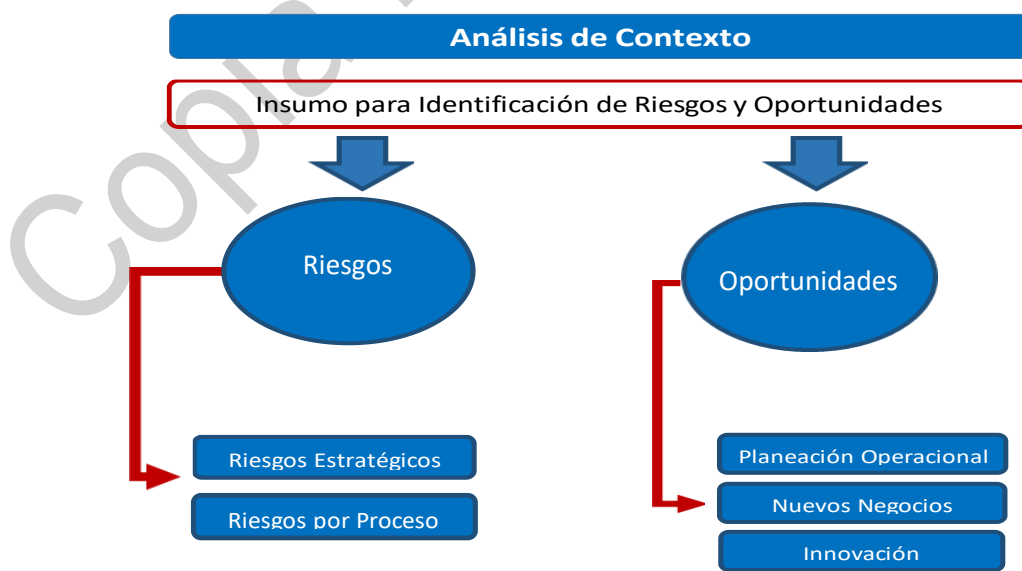 Análisis de Contexto
Insumo para Identificación de Riesgos y Oportunidades
Riesgos
Oportunidades
Riesgos Estratégicos
Riesgos por Proceso
Planeación Operacional
Nuevos Negocios
Innovación